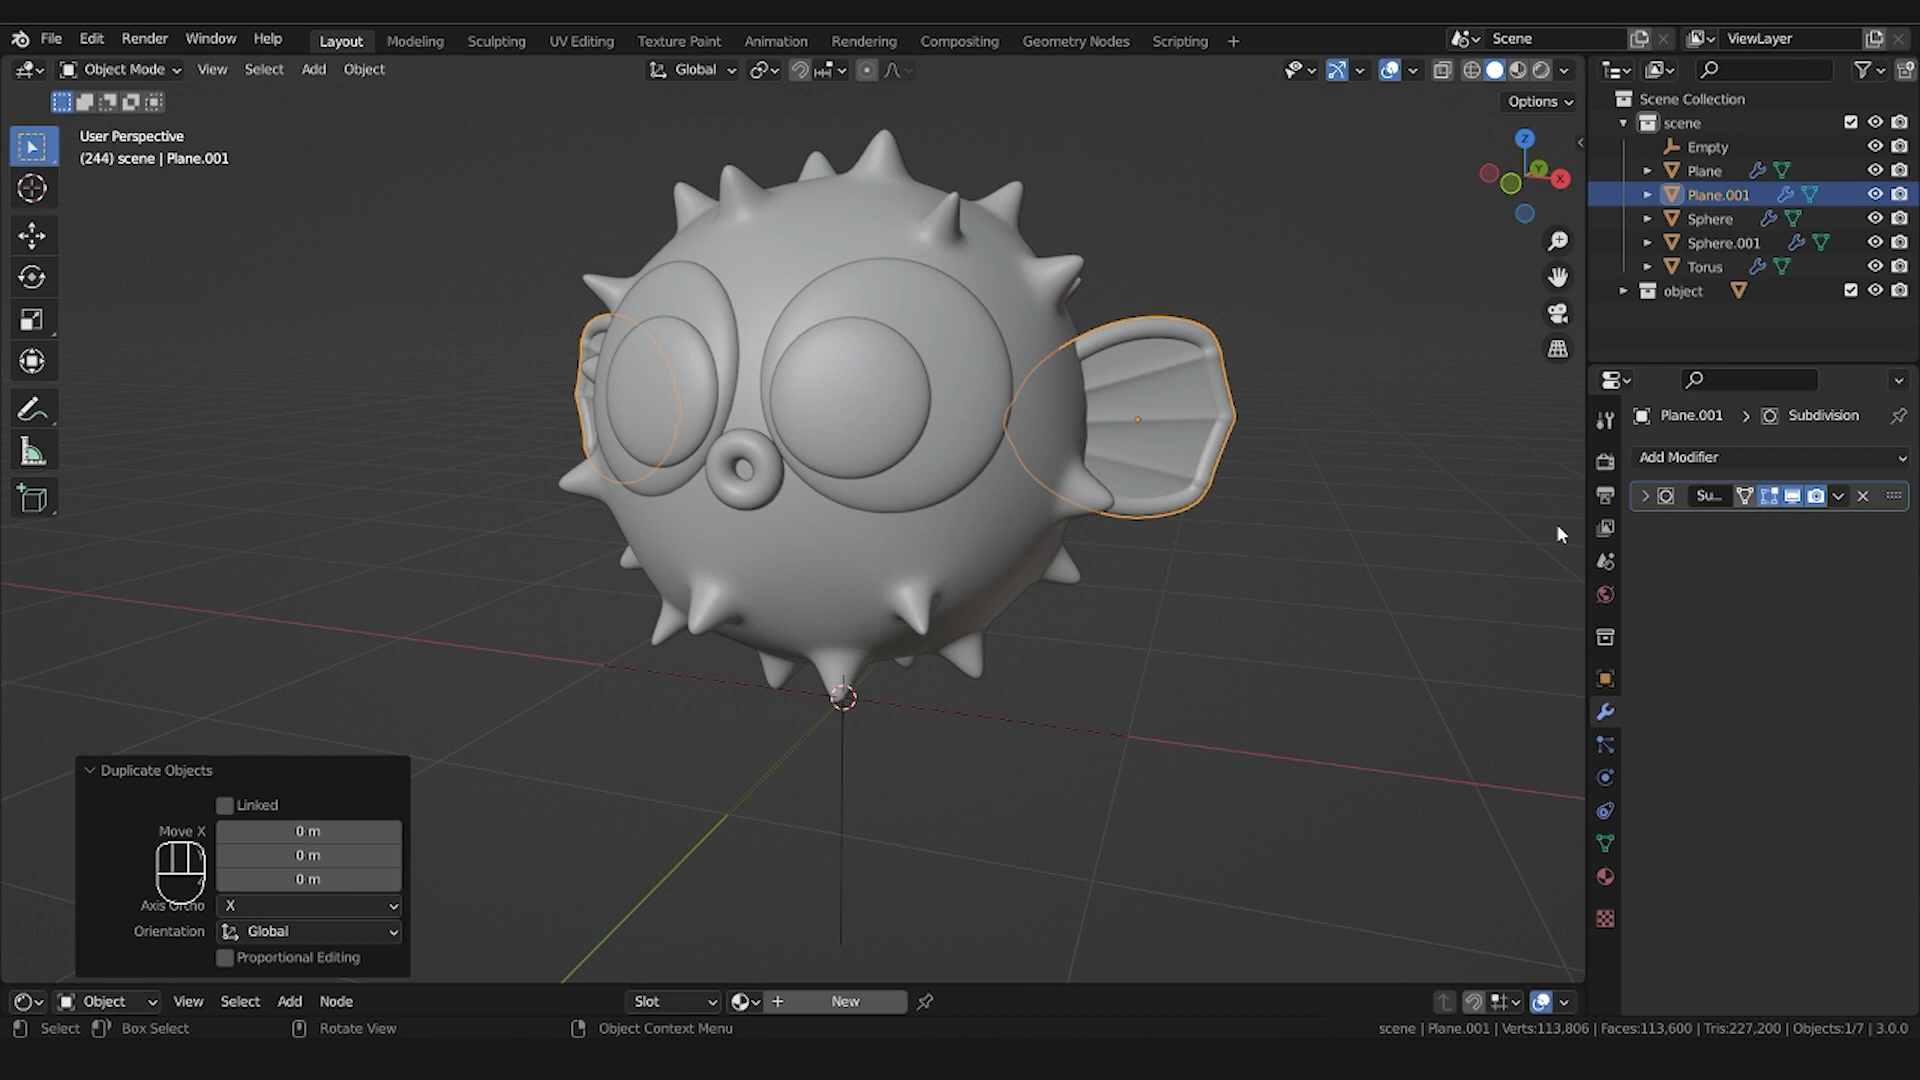 File Edit Render Window Help Layout Modeling Sculpting UV Editing Texture Paint Animation Rendering Compositing Geometry Nodes Scripting + Scene ViewLayer
Object Mode View Select Add Object Global
Options
User Perspective
(244) scene | Plane.001
Z
Y
X
Scene Collection
scene
Empty
Plane
Plane.001
Sphere
Sphere.001
Torus
object
Plane.001 > Subdivision
Add Modifier
Su...
Duplicate Objects
Linked
Move X 0 m
0 m
0 m
Axis Ortho X
Orientation Global
Proportional Editing
Object View Select Add Node Slot + New
Select Box Select Rotate View Object Context Menu scene | Plane.001 | Verts:113,806 | Faces:113,600 | Tris:227,200 | Objects:1/7 | 3.0.0